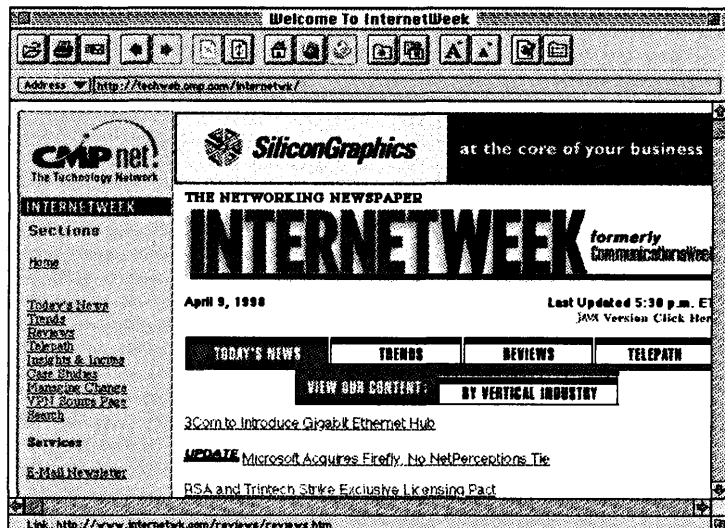 Welcome To InternetWeek
Address http://techweb.cmp.com/internetwk/
CMP net!
The Technology Network
INTERNETWEEK
Sections
Home
Today's News
Trends
Reviews
Telepath
Insights & Incites
Case Studies
Managing Change
VPN Source Page
Search
Services
E-Mail Newsletter
SiliconGraphics
at the core of your business
THE NETWORKING NEWSPAPER
INTERNETWEEK
formerly
CommunicationsWeek
April 9, 1998
Last Updated 5:30 p.m. ET
JAVA Version Click Her
TODAY'S NEWS
TRENDS
REVIEWS
TELEPATH
VIEW OUR CONTENT:
BY VERTICAL INDUSTRY
3Com to Introduce Gigabit Ethernet Hub
UPDATE Microsoft Acquires Firefly, No NetPerceptions Tie
RSA and Trintech Strike Exclusive Licensing Pact
Link: http://www.internetwk.com/reviews/reviews.htm